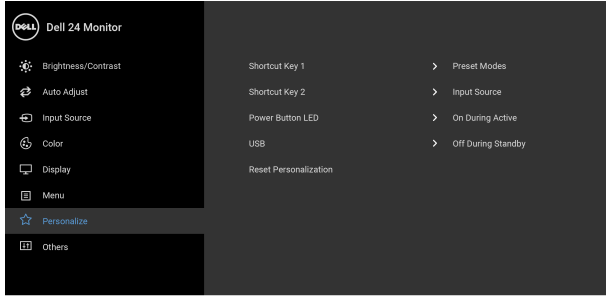 DELL
Dell 24 Monitor
Brightness/Contrast
Auto Adjust
Input Source
Color
Display
Menu
Personalize
Others
Shortcut Key 1 > Preset Modes
Shortcut Key 2 > Input Source
Power Button LED > On During Active
USB > Off During Standby
Reset Personalization